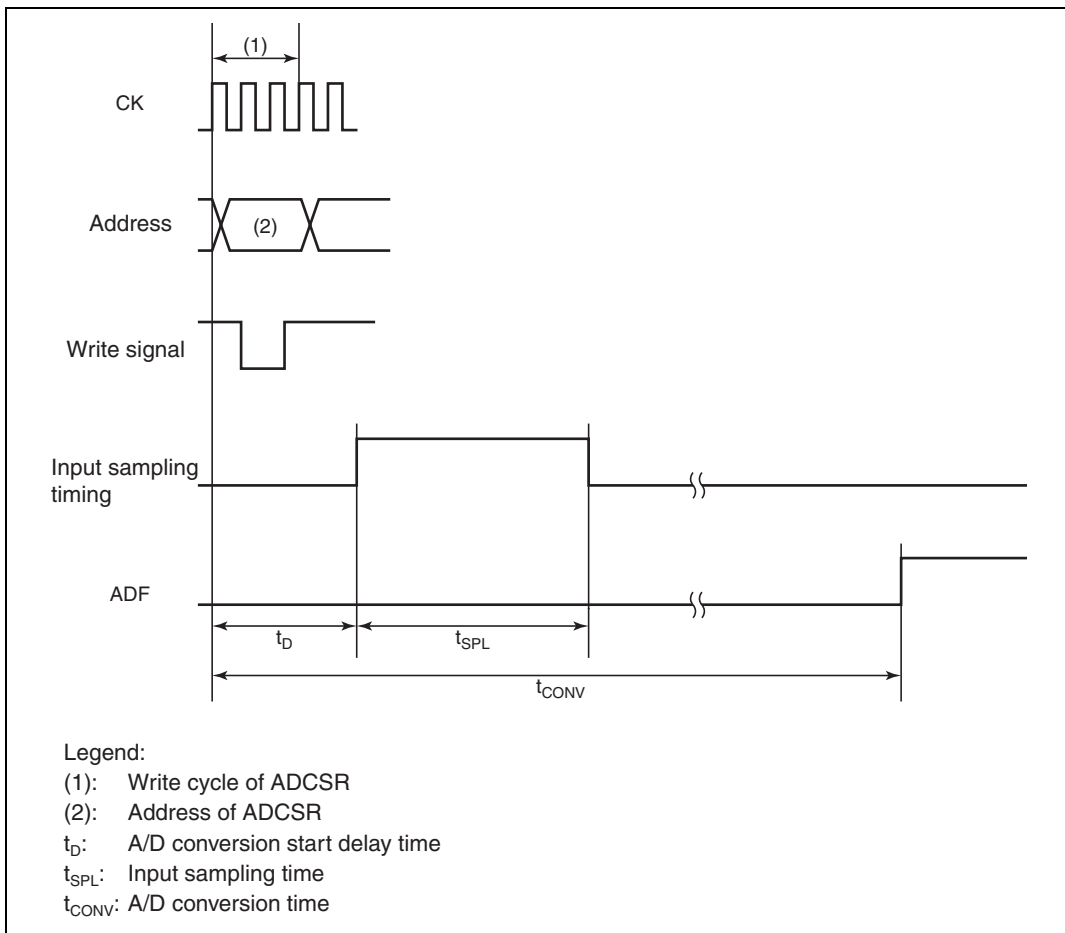 (1)
CK
Address
(2)
Write signal
Input sampling
timing
ADF
tD
tSPL
tCONV
Legend:
(1): Write cycle of ADCSR
(2): Address of ADCSR
tD: A/D conversion start delay time
tSPL: Input sampling time
tCONV: A/D conversion time